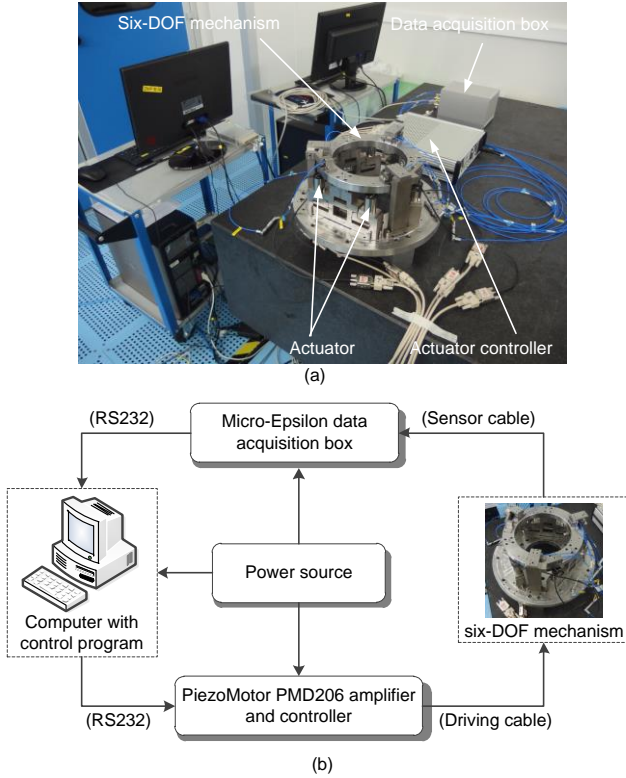 Six-DOF mechanism
Data acquisition box
Actuator
Actuator controller
(a)
(RS232)
Micro-Epsilon data
acquisition box
(Sensor cable)
Computer with
control program
Power source
six-DOF mechanism
(RS232)
PiezoMotor PMD206 amplifier
and controller
(Driving cable)
(b)